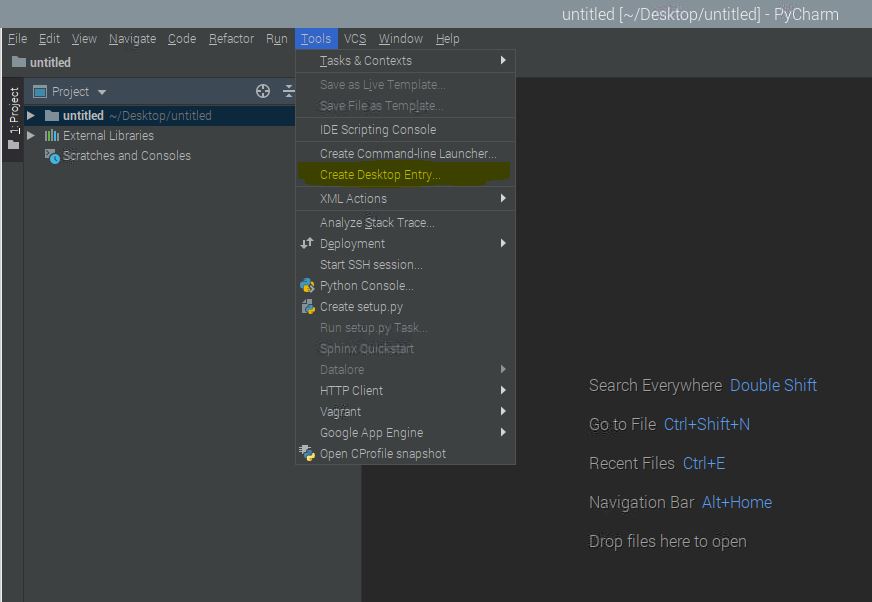 untitled [~/Desktop/untitled] - PyCharm
File Edit View Navigate Code Refactor Run Tools VCS Window Help
untitled
1: Project
Project
untitled ~/Desktop/untitled
External Libraries
Scratches and Consoles
Tasks & Contexts
Save as Live Template...
Save File as Template...
IDE Scripting Console
Create Command-line Launcher...
Create Desktop Entry...
XML Actions
Analyze Stack Trace...
Deployment
Start SSH session...
Python Console...
Create setup.py
Run setup.py Task...
Sphinx Quickstart
Datalore
HTTP Client
Vagrant
Google App Engine
Open CProfile snapshot
Search Everywhere Double Shift
Go to File Ctrl+Shift+N
Recent Files Ctrl+E
Navigation Bar Alt+Home
Drop files here to open